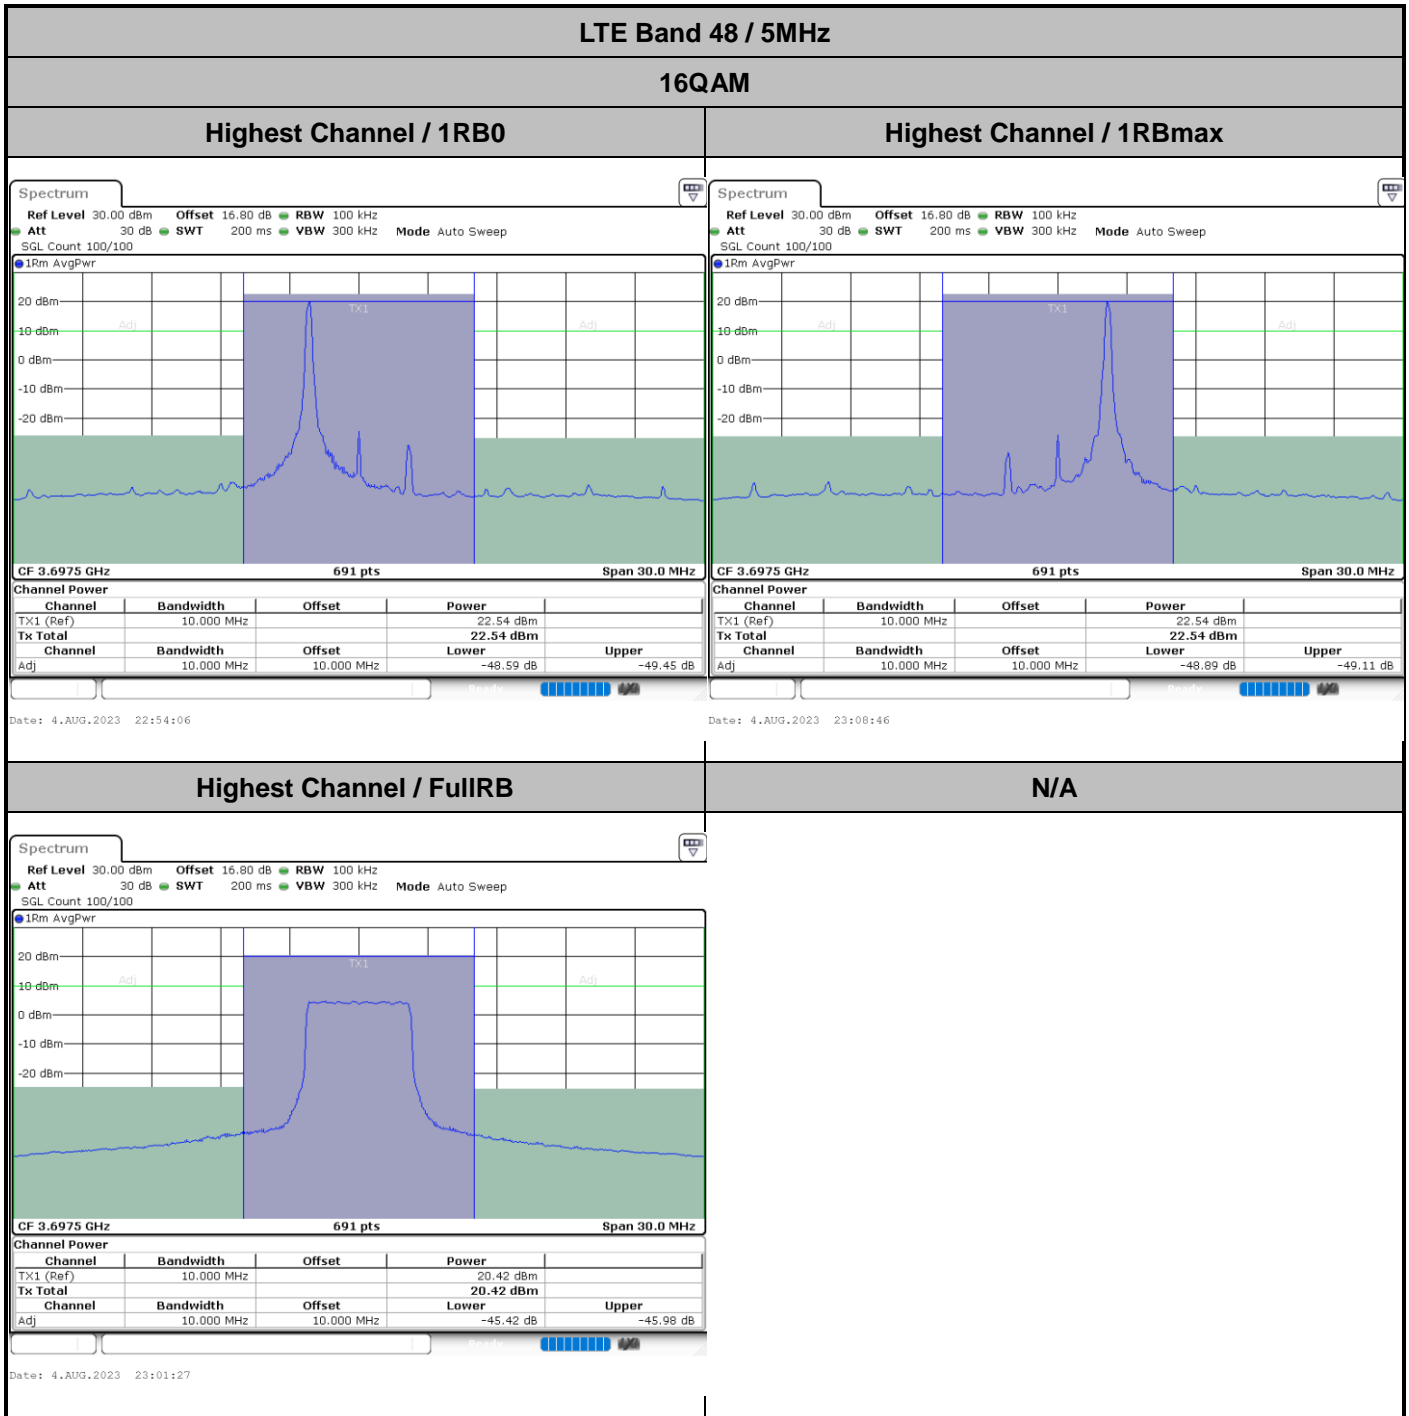 LTE Band 48 / 5MHz
16QAM
Highest Channel / 1RB0
Highest Channel / 1RBmax
Spectrum
Ref Level 30.00 dBm Offset 16.80 dB RBW 100 kHz
Att 30 dB SWT 200 ms VBW 300 kHz Mode Auto Sweep
SGL Count 100/100
1Rm AvgPwr
TX1
Adj
Adj
20 dBm
10 dBm
0 dBm
-10 dBm
-20 dBm
CF 3.6975 GHz 691 pts Span 30.0 MHz
Channel Power
Channel Bandwidth Offset Power
TX1 (Ref) 10.000 MHz 22.54 dBm
Tx Total 22.54 dBm
Channel Bandwidth Offset Lower Upper
Adj 10.000 MHz 10.000 MHz -48.59 dB -49.45 dB
Ready
Date: 4.AUG.2023 22:54:06
Spectrum
Ref Level 30.00 dBm Offset 16.80 dB RBW 100 kHz
Att 30 dB SWT 200 ms VBW 300 kHz Mode Auto Sweep
SGL Count 100/100
1Rm AvgPwr
TX1
Adj
Adj
20 dBm
10 dBm
0 dBm
-10 dBm
-20 dBm
CF 3.6975 GHz 691 pts Span 30.0 MHz
Channel Power
Channel Bandwidth Offset Power
TX1 (Ref) 10.000 MHz 22.54 dBm
Tx Total 22.54 dBm
Channel Bandwidth Offset Lower Upper
Adj 10.000 MHz 10.000 MHz -48.89 dB -49.11 dB
Ready
Date: 4.AUG.2023 23:08:46
Highest Channel / FullRB
N/A
Spectrum
Ref Level 30.00 dBm Offset 16.80 dB RBW 100 kHz
Att 30 dB SWT 200 ms VBW 300 kHz Mode Auto Sweep
SGL Count 100/100
1Rm AvgPwr
TX1
Adj
Adj
20 dBm
10 dBm
0 dBm
-10 dBm
-20 dBm
CF 3.6975 GHz 691 pts Span 30.0 MHz
Channel Power
Channel Bandwidth Offset Power
TX1 (Ref) 10.000 MHz 20.42 dBm
Tx Total 20.42 dBm
Channel Bandwidth Offset Lower Upper
Adj 10.000 MHz 10.000 MHz -45.42 dB -45.98 dB
Ready
Date: 4.AUG.2023 23:01:27